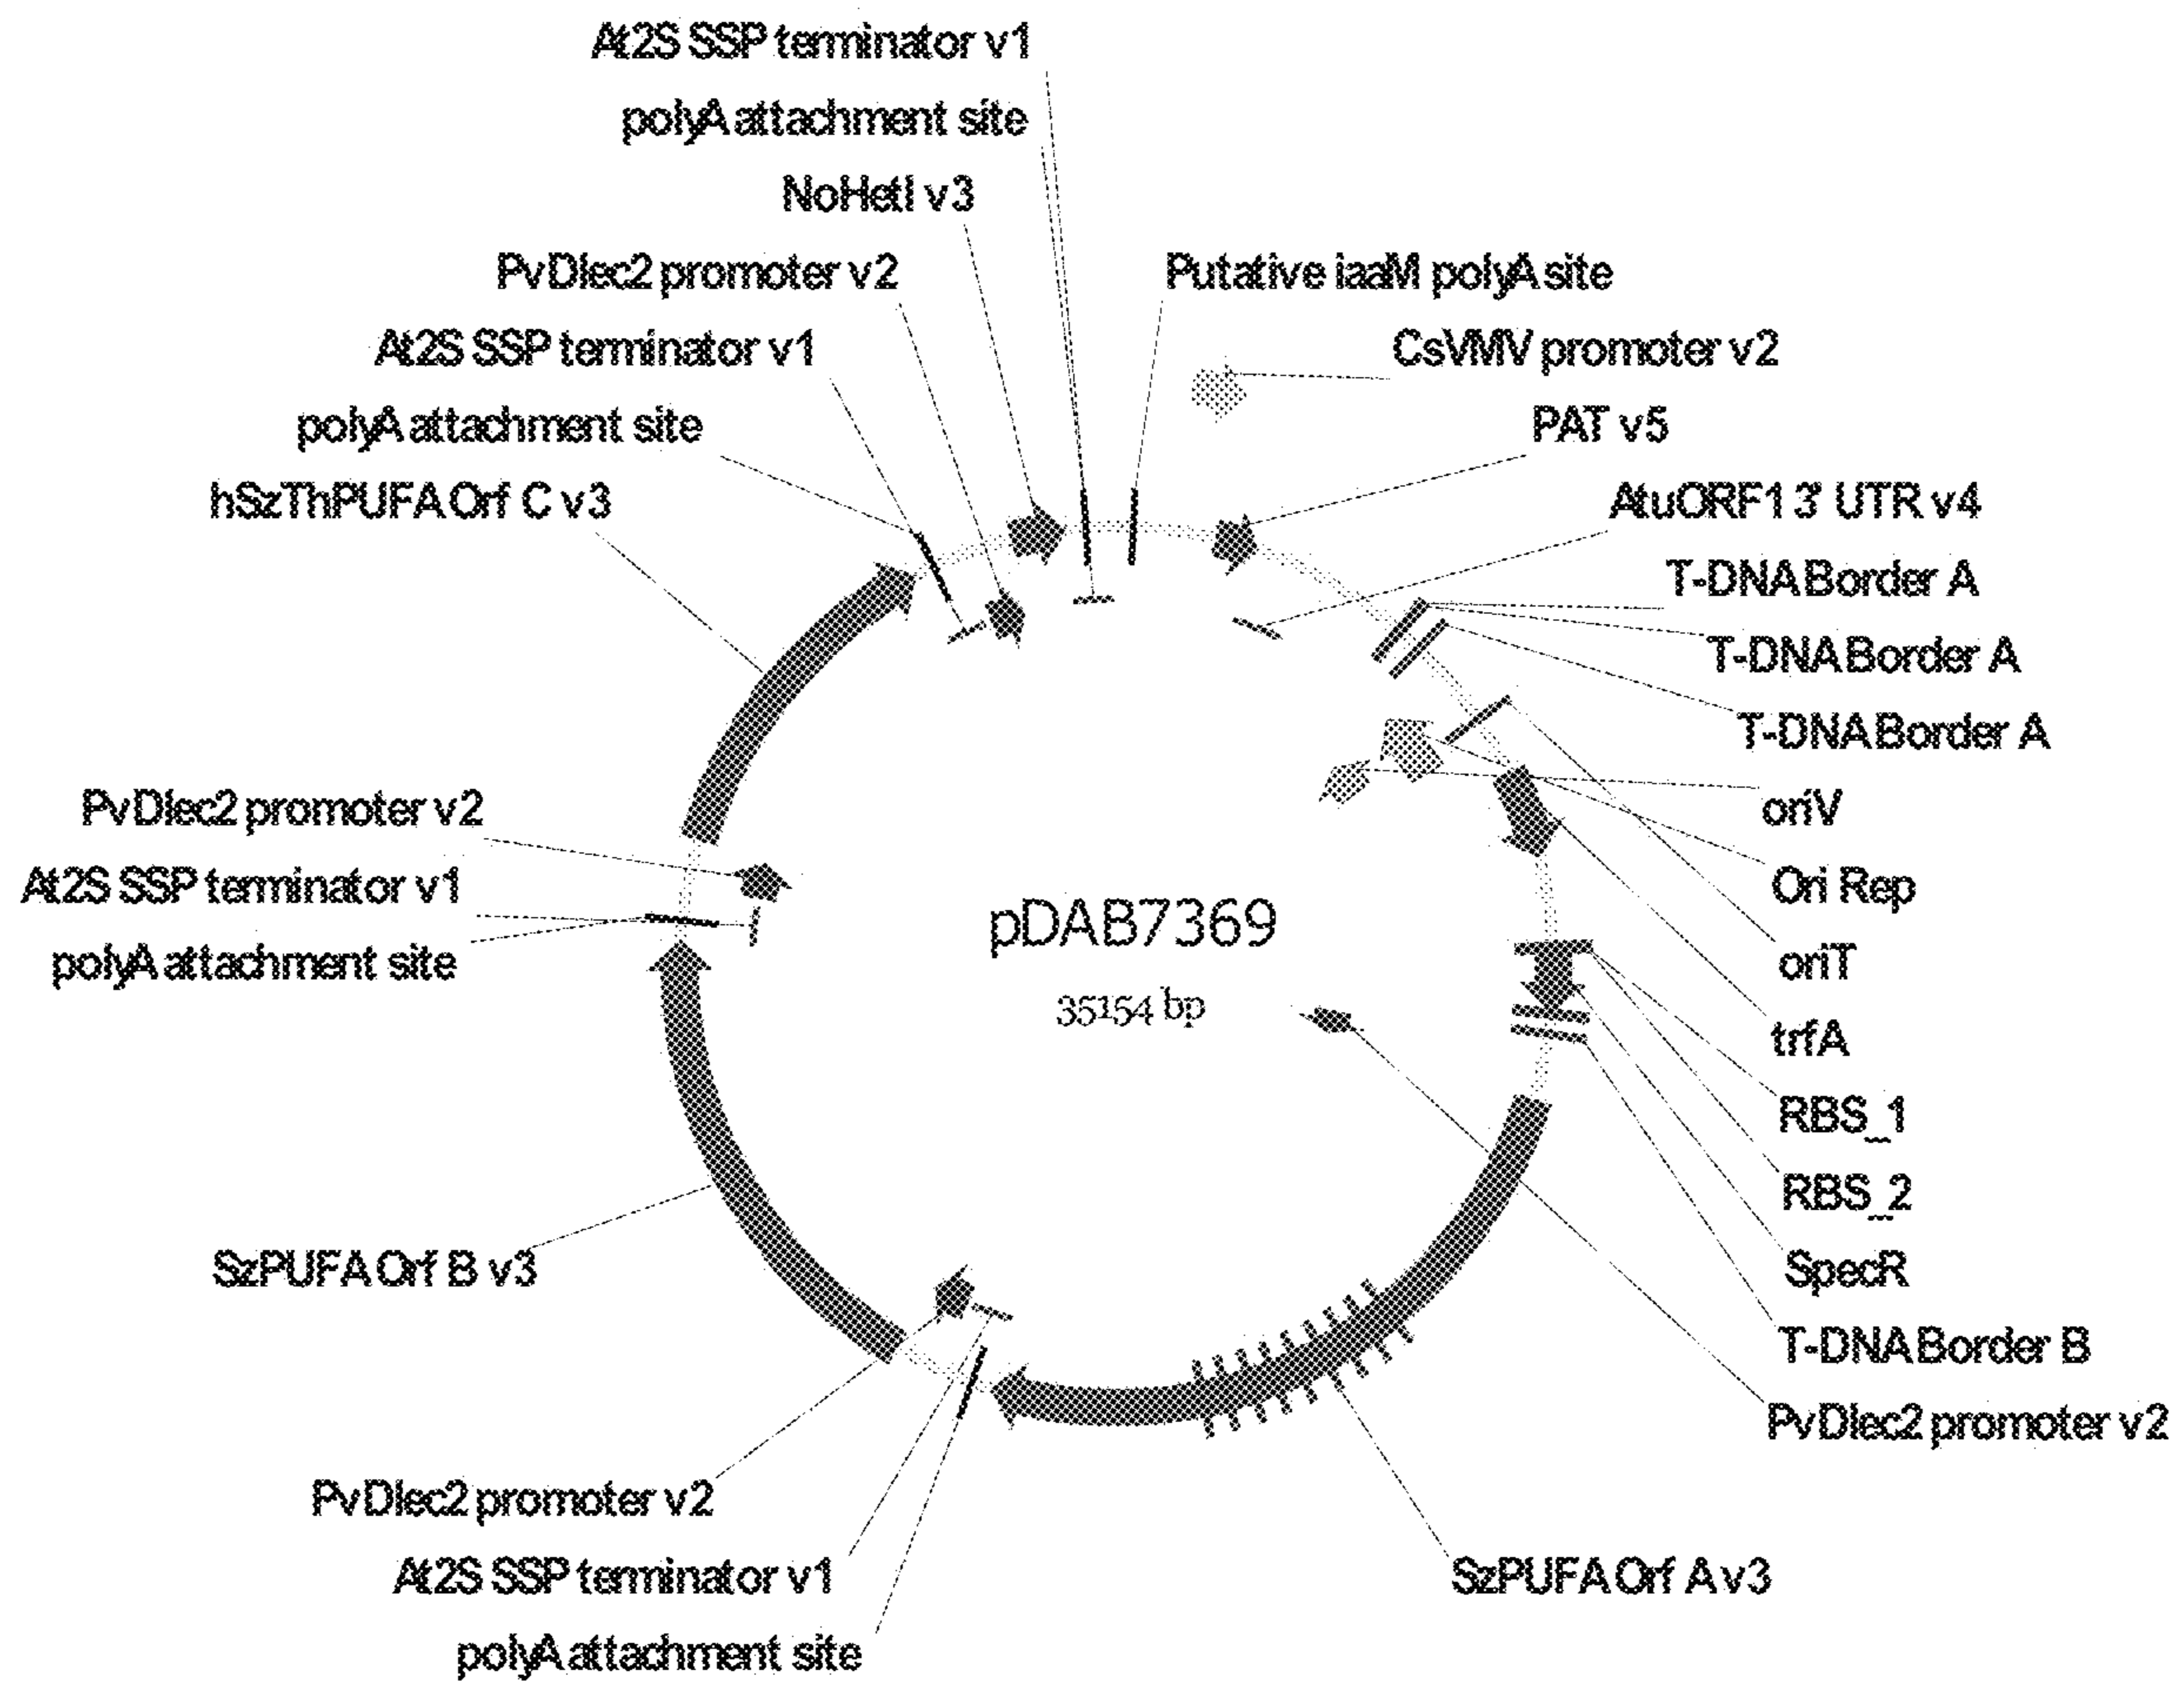 At2S SSP terminator v1
polyA attachment site
NoHetI v3
PvDlec2 promoter v2
Putative iaaM polyA site
At2S SSP terminator v1
CsVMV promoter v2
polyA attachment site
PAT v5
hSzThPUFA Orf C v3
AtuORF1 3' UTR v4
T-DNA Border A
T-DNA Border A
T-DNA Border A
PvDlec2 promoter v2
oriV
At2S SSP terminator v1
Ori Rep
pDAB7369
polyA attachment site
oriT
35154 bp
trfA
RBS_1
RBS_2
SzPUFA Orf B v3
SpecR
T-DNA Border B
PvDlec2 promoter v2
PvDlec2 promoter v2
At2S SSP terminator v1
SzPUFA Orf A v3
polyA attachment site